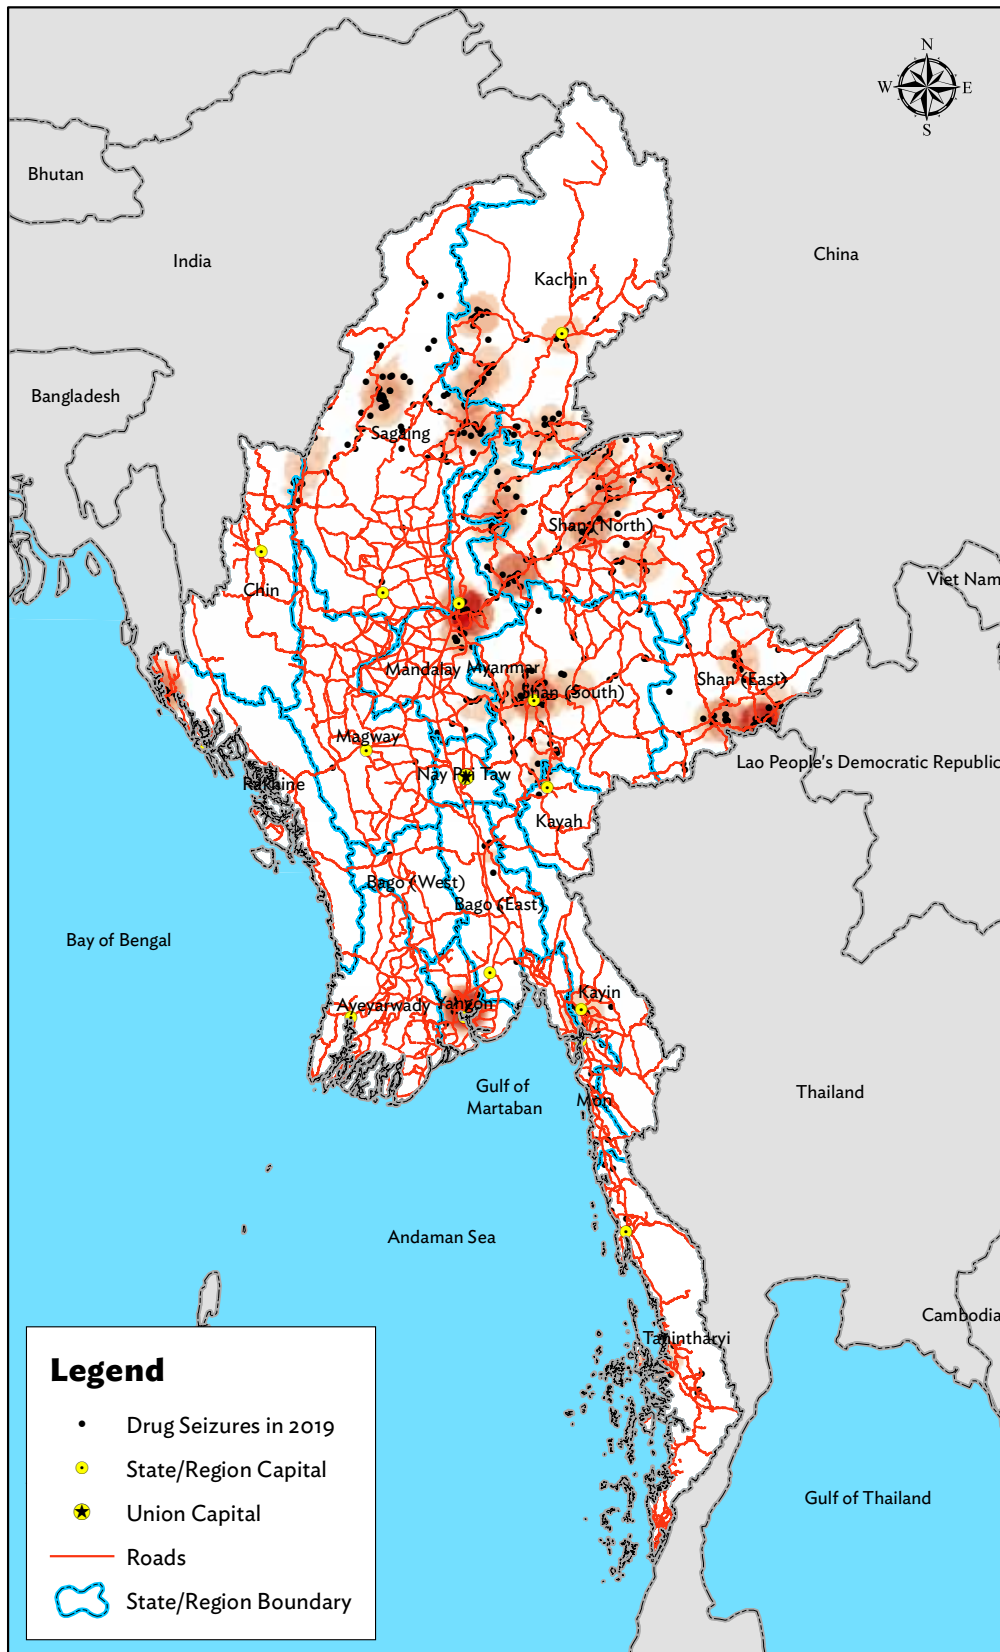 N
W
E
S
Bhutan
India
China
Kachin
Bangladesh
Sagaing
Shan (North)
Viet Nam
Chin
Mandalay
Myanmar
Shan (South)
Shan (East)
Magway
Lao People's Democratic Republic
Nay Pyi Taw
Rakhine
Kayah
Bago (West)
Bago (East)
Bay of Bengal
Kayin
Ayeyarwady
Yangon
Gulf of
Martaban
Mon
Thailand
Andaman Sea
Cambodia
Tanintharyi
Legend
Drug Seizures in 2019
State/Region Capital
Union Capital
Roads
State/Region Boundary
Gulf of Thailand